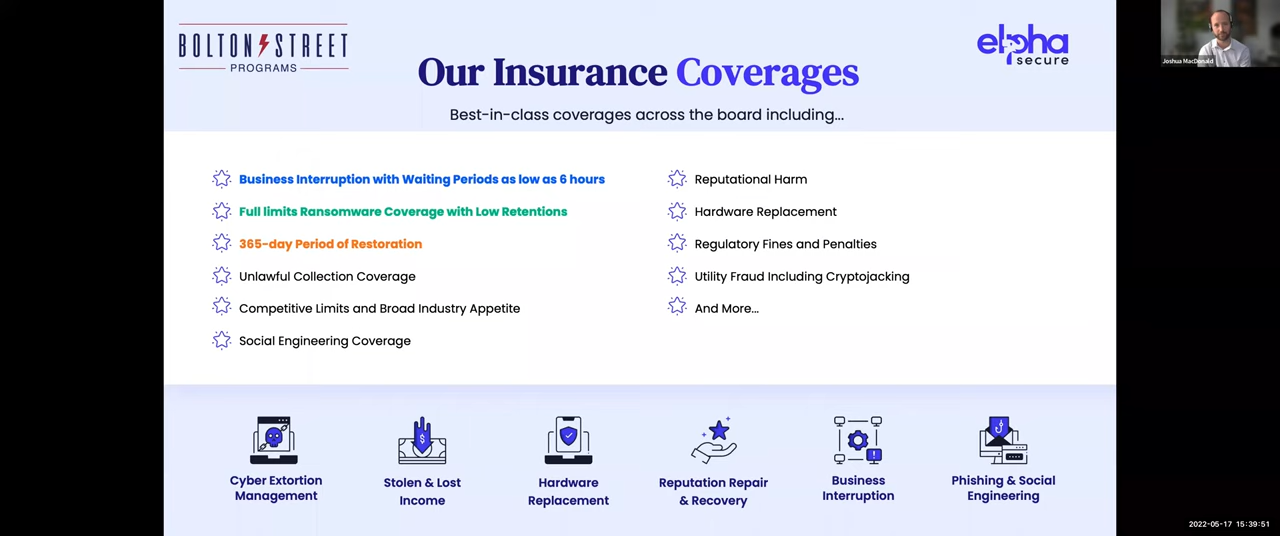 BOLTON STREET
PROGRAMS
elpha
secure
Joshua MacDonald
Our Insurance Coverages
Best-in-class coverages across the board including...
Business Interruption with Waiting Periods as low as 6 hours
Full limits Ransomware Coverage with Low Retentions
365-day Period of Restoration
Unlawful Collection Coverage
Competitive Limits and Broad Industry Appetite
Social Engineering Coverage
Reputational Harm
Hardware Replacement
Regulatory Fines and Penalties
Utility Fraud Including Cryptojacking
And More...
Cyber Extortion
Management
Stolen & Lost
Income
Hardware
Replacement
Reputation Repair
& Recovery
Business
Interruption
Phishing & Social
Engineering
2022-05-17 15:39:51